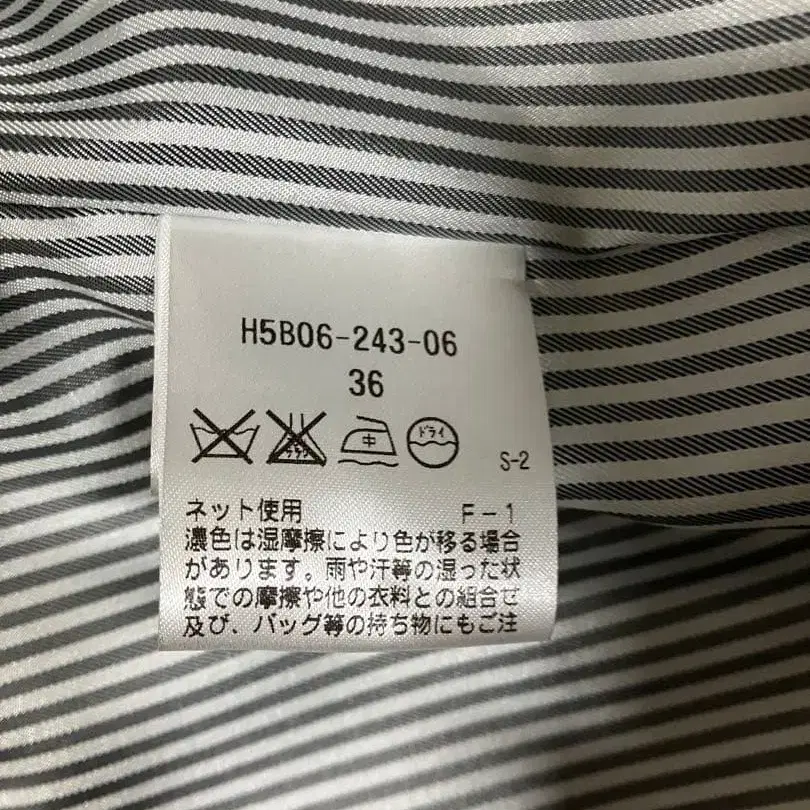 H5B06-243-06
36
中 ドライ
S-2
ネット使用 F-1
濃色は湿摩擦により色が移る場合
があります。雨や汗等の湿った状
態での摩擦や他の衣料との組合せ
及び、バッグ等の持ち物にもご注